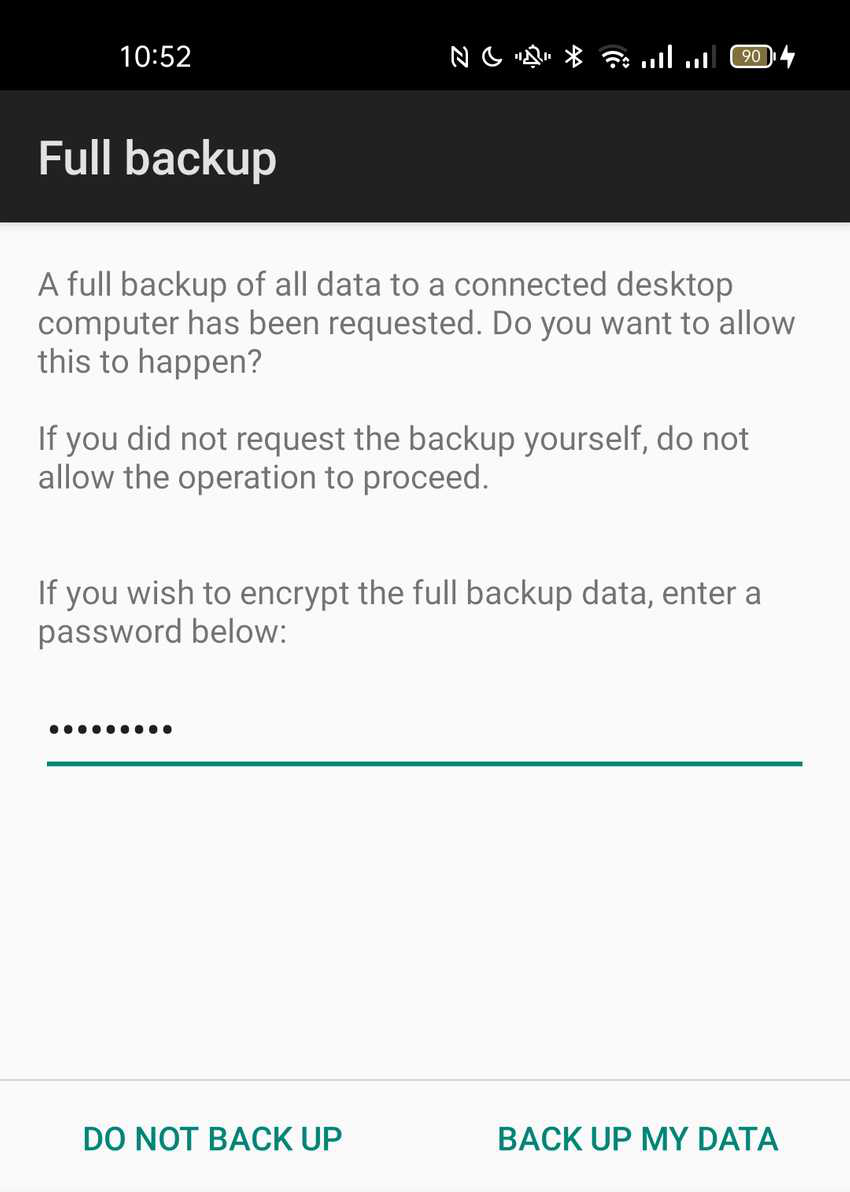 10:52
90
Full backup
A full backup of all data to a connected desktop
computer has been requested. Do you want to allow
this to happen?
If you did not request the backup yourself, do not
allow the operation to proceed.
If you wish to encrypt the full backup data, enter a
password below:
•••••••••
DO NOT BACK UP
BACK UP MY DATA